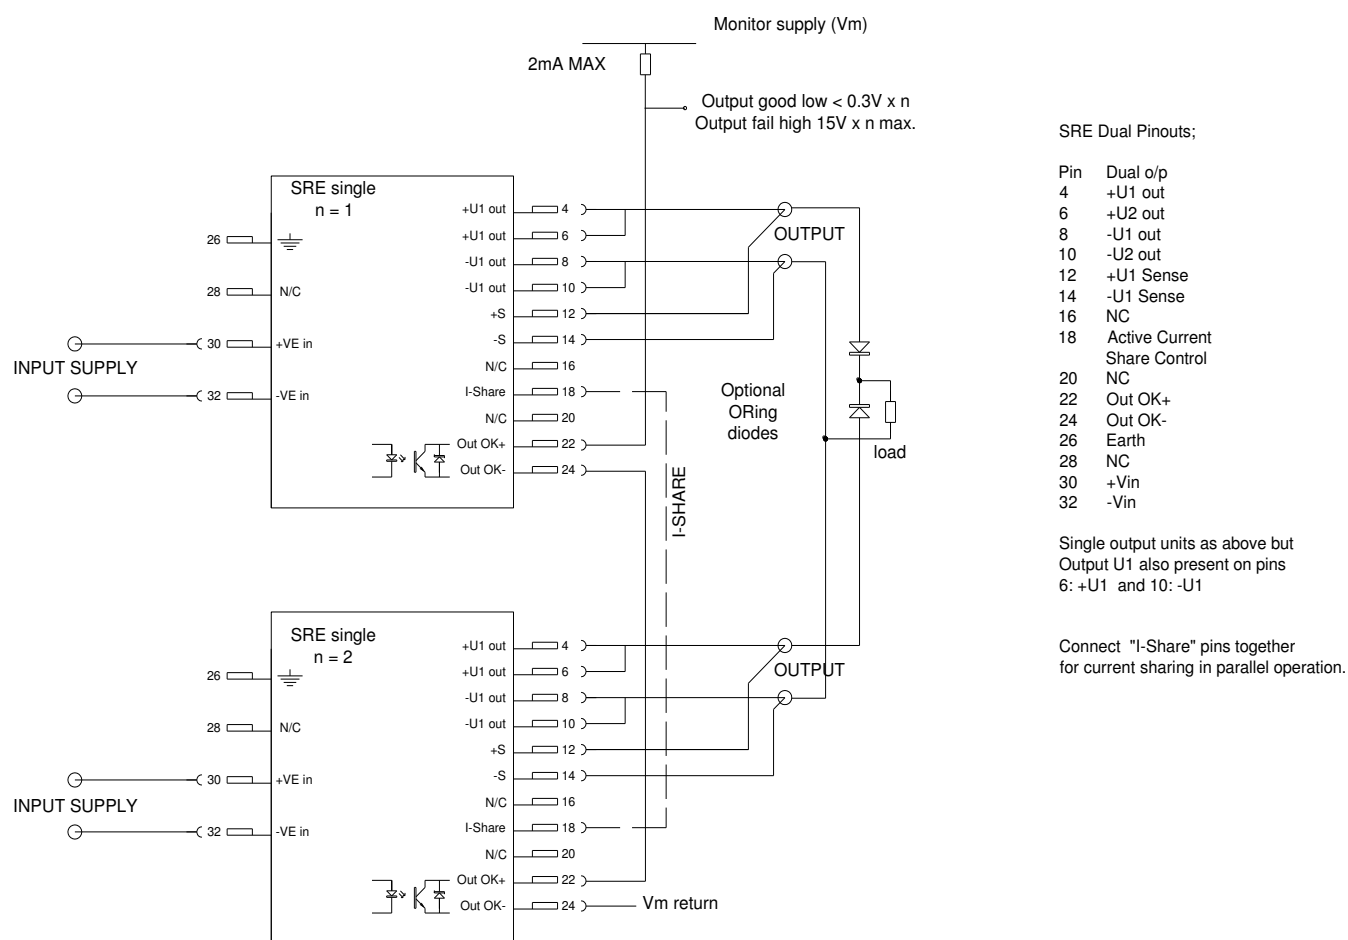 Monitor supply (Vm)
2mA MAX
Output good low < 0.3V x n
Output fail high 15V x n max.
SRE single
n = 1
26
28 N/C
30 +VE in
32 -VE in
INPUT SUPPLY
+U1 out 4
+U1 out 6
-U1 out 8
-U1 out 10
+S 12
-S 14
N/C 16
I-Share 18
N/C 20
Out OK+ 22
Out OK- 24
OUTPUT
Optional
ORing
diodes
load
I-SHARE
SRE single
n = 2
26
28 N/C
30 +VE in
32 -VE in
INPUT SUPPLY
+U1 out 4
+U1 out 6
-U1 out 8
-U1 out 10
+S 12
-S 14
N/C 16
I-Share 18
N/C 20
Out OK+ 22
Out OK- 24
OUTPUT
Vm return
SRE Dual Pinouts;
Pin Dual o/p
4 +U1 out
6 +U2 out
8 -U1 out
10 -U2 out
12 +U1 Sense
14 -U1 Sense
16 NC
18 Active Current
Share Control
20 NC
22 Out OK+
24 Out OK-
26 Earth
28 NC
30 +Vin
32 -Vin
Single output units as above but
Output U1 also present on pins
6: +U1 and 10: -U1
Connect "I-Share" pins together
for current sharing in parallel operation.